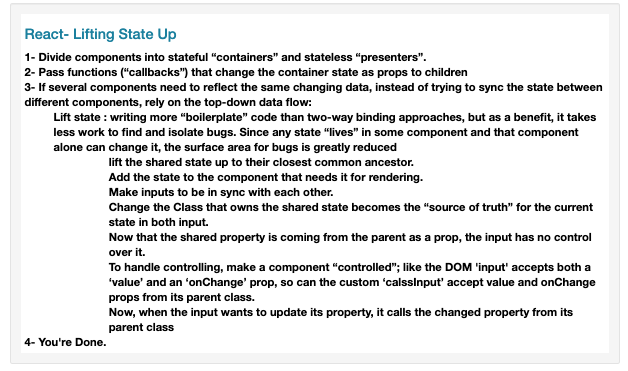 React- Lifting State Up
1- Divide components into stateful “containers” and stateless “presenters”.
2- Pass functions (“callbacks”) that change the container state as props to children
3- If several components need to reflect the same changing data, instead of trying to sync the state between
different components, rely on the top-down data flow:
Lift state : writing more “boilerplate” code than two-way binding approaches, but as a benefit, it takes
less work to find and isolate bugs. Since any state “lives” in some component and that component
alone can change it, the surface area for bugs is greatly reduced
lift the shared state up to their closest common ancestor.
Add the state to the component that needs it for rendering.
Make inputs to be in sync with each other.
Change the Class that owns the shared state becomes the “source of truth” for the current
state in both input.
Now that the shared property is coming from the parent as a prop, the input has no control
over it.
To handle controlling, make a component “controlled”; like the DOM 'input' accepts both a
‘value’ and an ‘onChange’ prop, so can the custom ‘calssInput’ accept value and onChange
props from its parent class.
Now, when the input wants to update its property, it calls the changed property from its
parent class
4- You're Done.